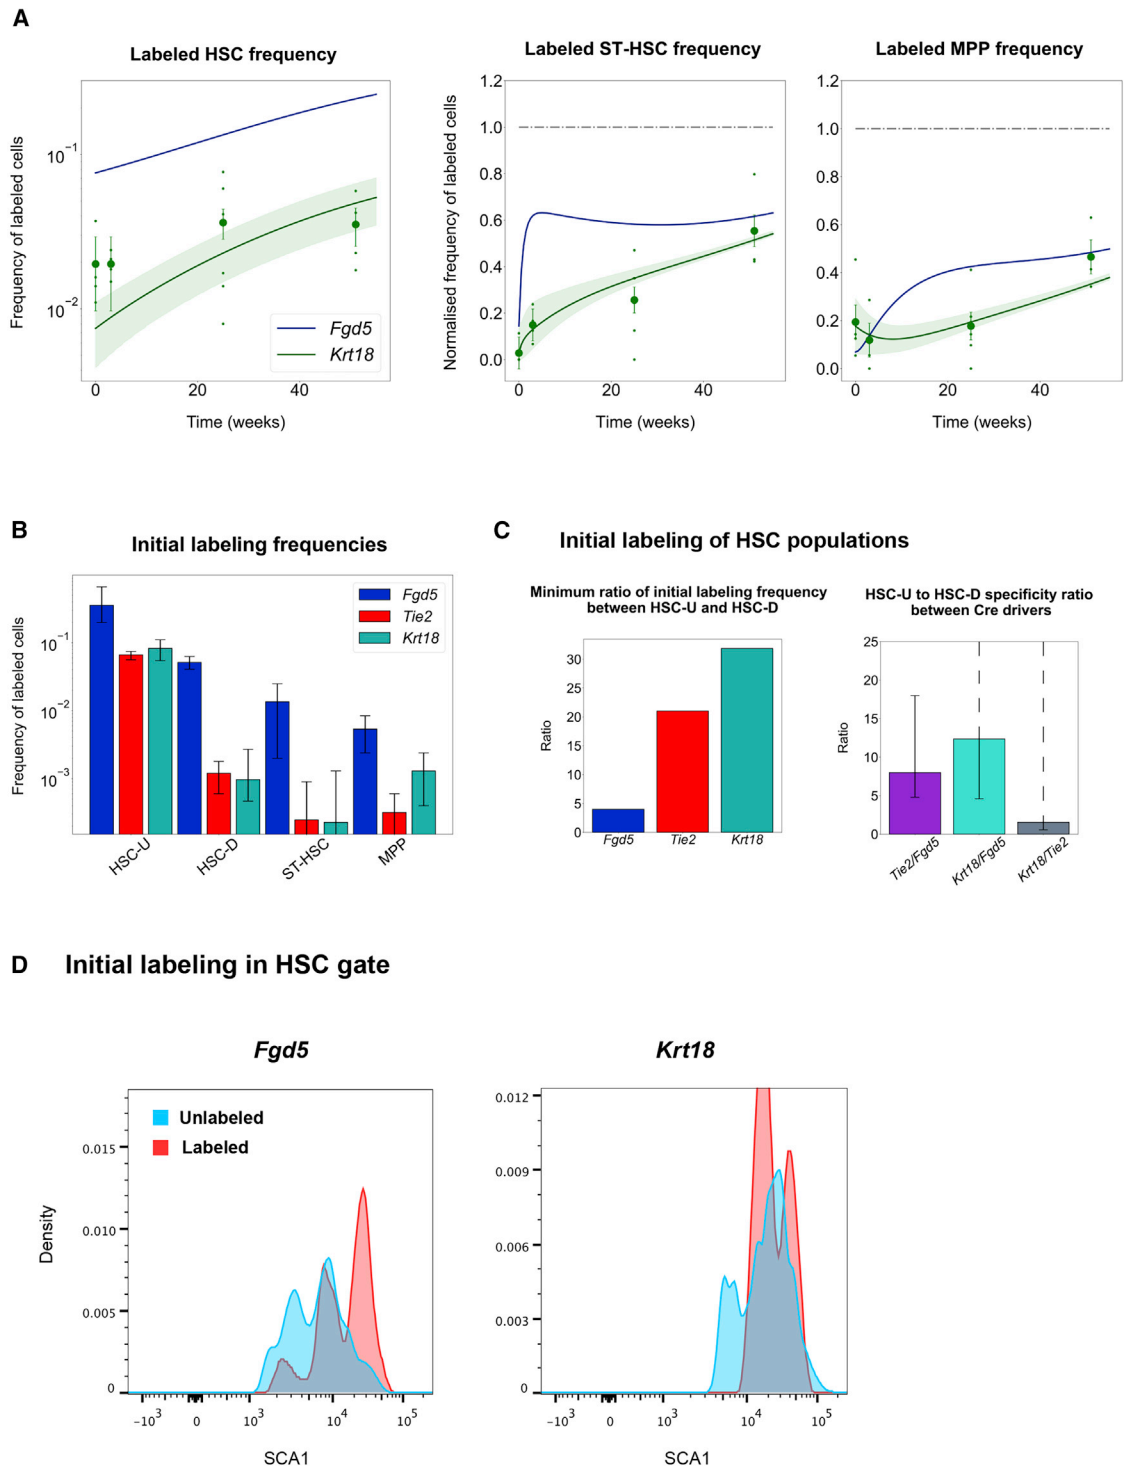 A
Labeled HSC frequency
Labeled ST-HSC frequency
Labeled MPP frequency
Frequency of labeled cells
10⁻¹
10⁻²
Fgd5
Krt18
0
20
40
Time (weeks)
Normalised frequency of labeled cells
1.2
1.0
0.8
0.6
0.4
0.2
0.0
0
20
40
Time (weeks)
1.2
1.0
0.8
0.6
0.4
0.2
0.0
0
20
40
Time (weeks)
B
Initial labeling frequencies
Frequency of labeled cells
10⁻¹
10⁻²
10⁻³
Fgd5
Tie2
Krt18
HSC-U
HSC-D
ST-HSC
MPP
C
Initial labeling of HSC populations
Minimum ratio of initial labeling frequency
between HSC-U and HSC-D
Ratio
30
25
20
15
10
5
0
Fgd5
Tie2
Krt18
HSC-U to HSC-D specificity ratio
between Cre drivers
Ratio
25
20
15
10
5
0
Tie2/Fgd5
Krt18/Fgd5
Krt18/Tie2
D
Initial labeling in HSC gate
Fgd5
Unlabeled
Labeled
Density
0.015
0.010
0.005
0
−10³
0
10³
10⁴
10⁵
SCA1
Krt18
0.012
0.009
0.006
0.003
0
−10³
0
10³
10⁴
10⁵
SCA1